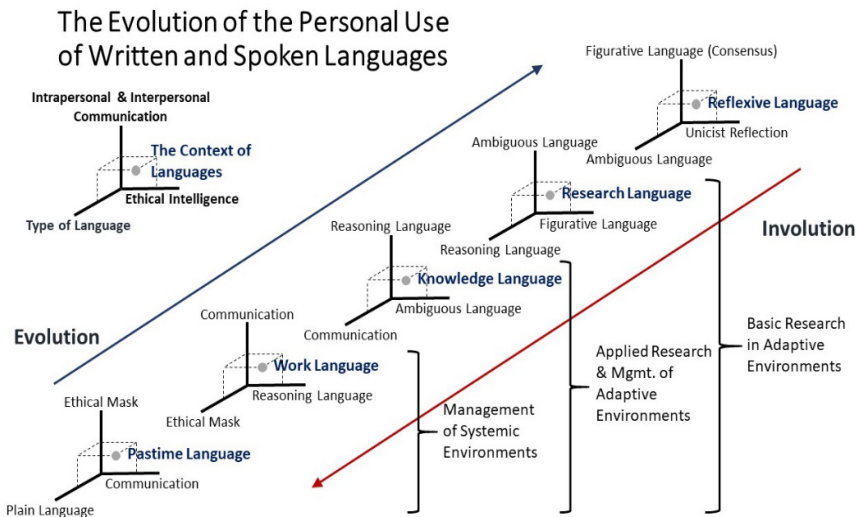 The Evolution of the Personal Use
of Written and Spoken Languages
Intrapersonal & Interpersonal
Communication
The Context of
Languages
Ethical Intelligence
Type of Language
Figurative Language (Consensus)
Reflexive Language
Unicist Reflection
Ambiguous Language
Ambiguous Language
Research Language
Figurative Language
Reasoning Language
Involution
Reasoning Language
Knowledge Language
Ambiguous Language
Communication
Evolution
Communication
Work Language
Reasoning Language
Ethical Mask
Ethical Mask
Pastime Language
Communication
Plain Language
Management
of Systemic
Environments
Applied Research
& Mgmt. of
Adaptive
Environments
Basic Research
in Adaptive
Environments